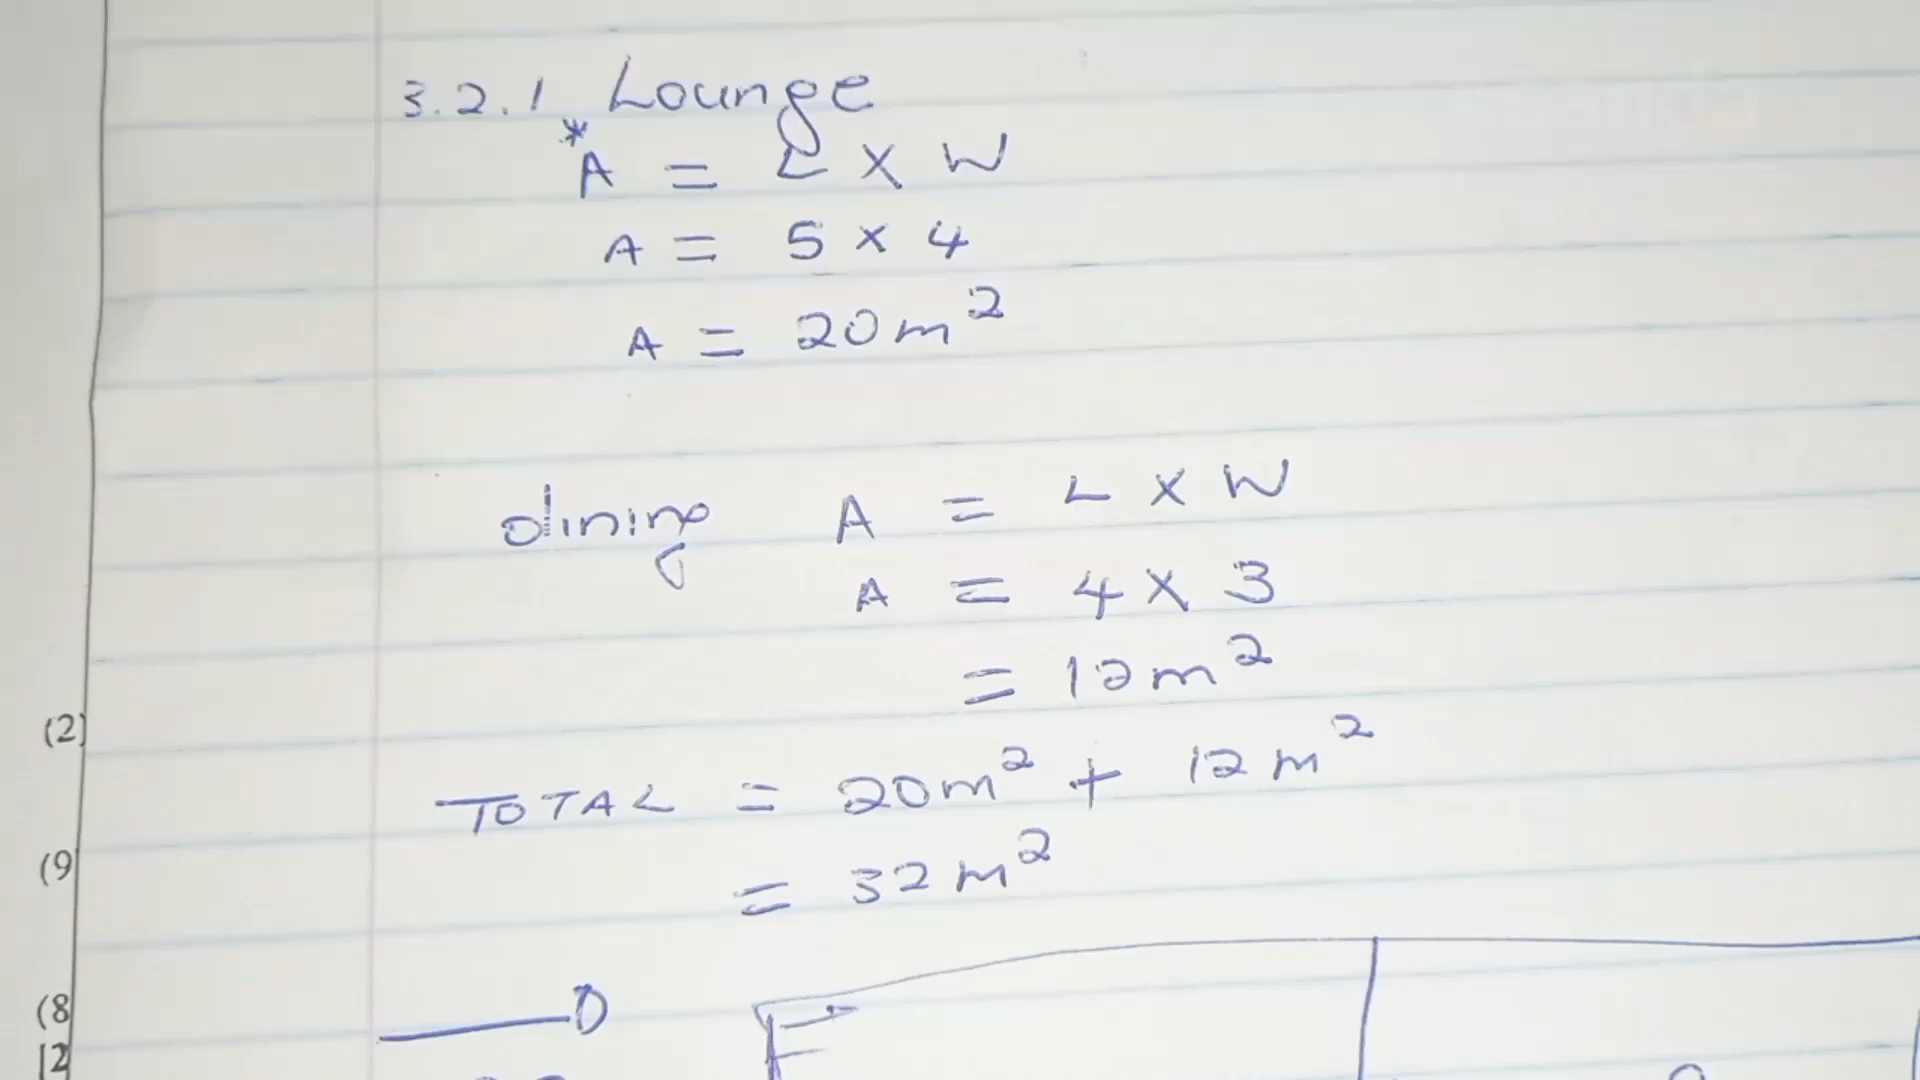 3.2.1 Lounge
* A = L X W
A = 5 x 4
A = 20m²
dining A = L X W
A = 4 X 3
= 12m²
(2)
TOTAL = 20m² + 12m²
= 32m²
(9
(8
[2